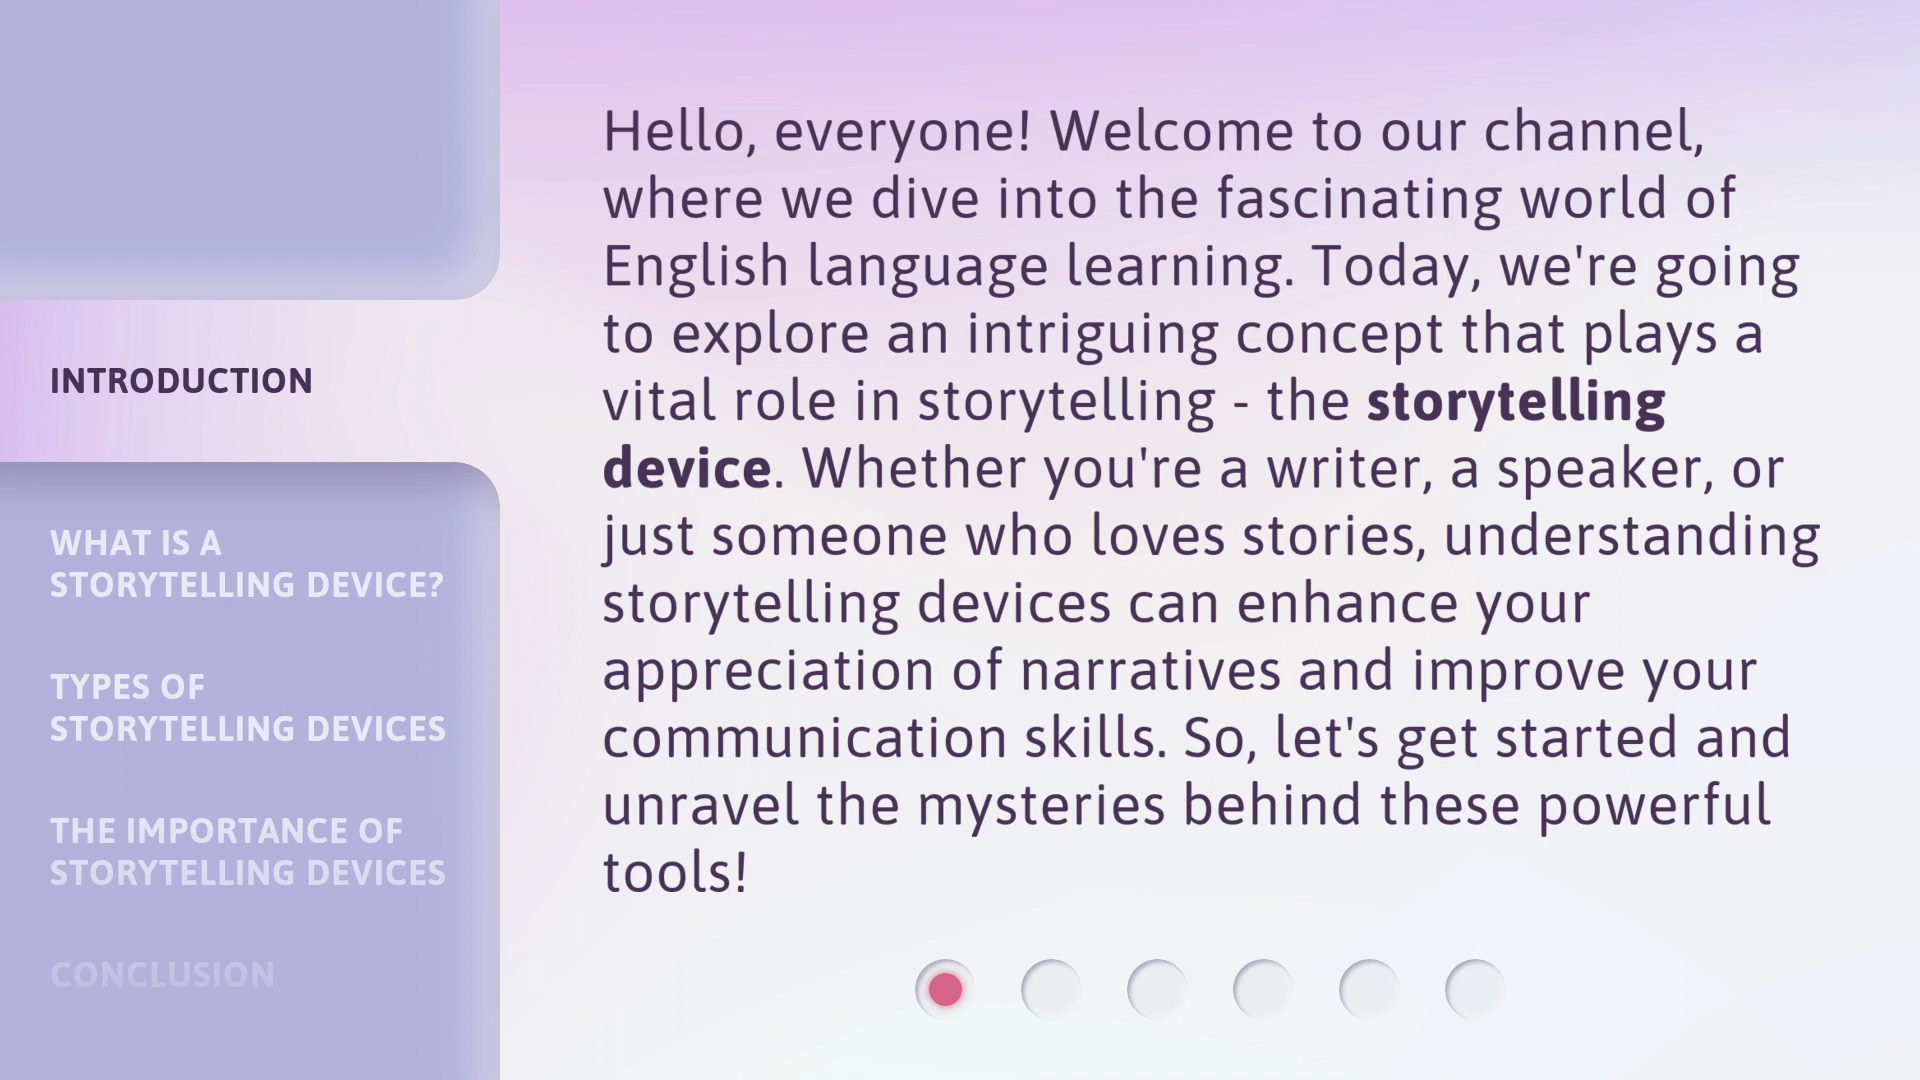 INTRODUCTION
WHAT IS A
STORYTELLING DEVICE?
TYPES OF
STORYTELLING DEVICES
THE IMPORTANCE OF
STORYTELLING DEVICES
CONCLUSION
Hello, everyone! Welcome to our channel,
where we dive into the fascinating world of
English language learning. Today, we're going
to explore an intriguing concept that plays a
vital role in storytelling - the storytelling
device. Whether you're a writer, a speaker, or
just someone who loves stories, understanding
storytelling devices can enhance your
appreciation of narratives and improve your
communication skills. So, let's get started and
unravel the mysteries behind these powerful
tools!